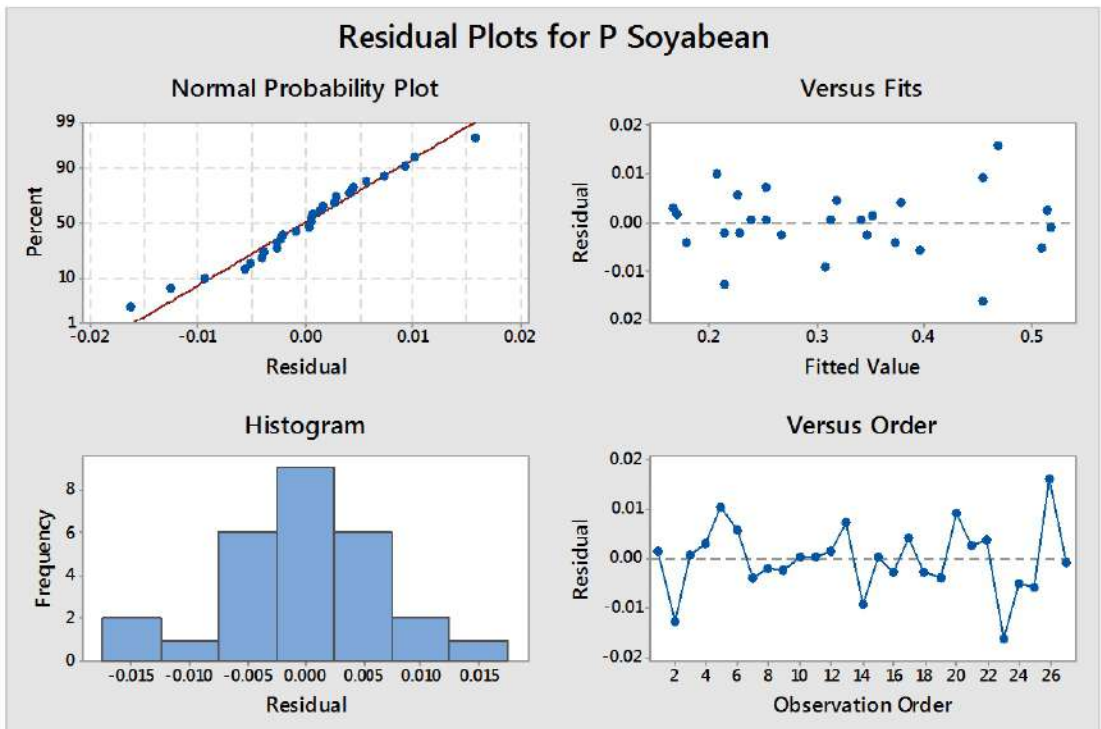 Residual Plots for P Soyabean
Normal Probability Plot
99
90
50
10
1
Percent
-0.02 -0.01 0.00 0.01 0.02
Residual
Versus Fits
0.02
0.01
0.00
-0.01
0.02
Residual
0.2 0.3 0.4 0.5
Fitted Value
Histogram
8
6
4
2
0
Frequency
-0.015 -0.010 -0.005 0.000 0.005 0.010 0.015
Residual
Versus Order
0.02
0.01
0.00
-0.01
-0.02
Residual
2 4 6 8 10 12 14 16 18 20 22 24 26
Observation Order